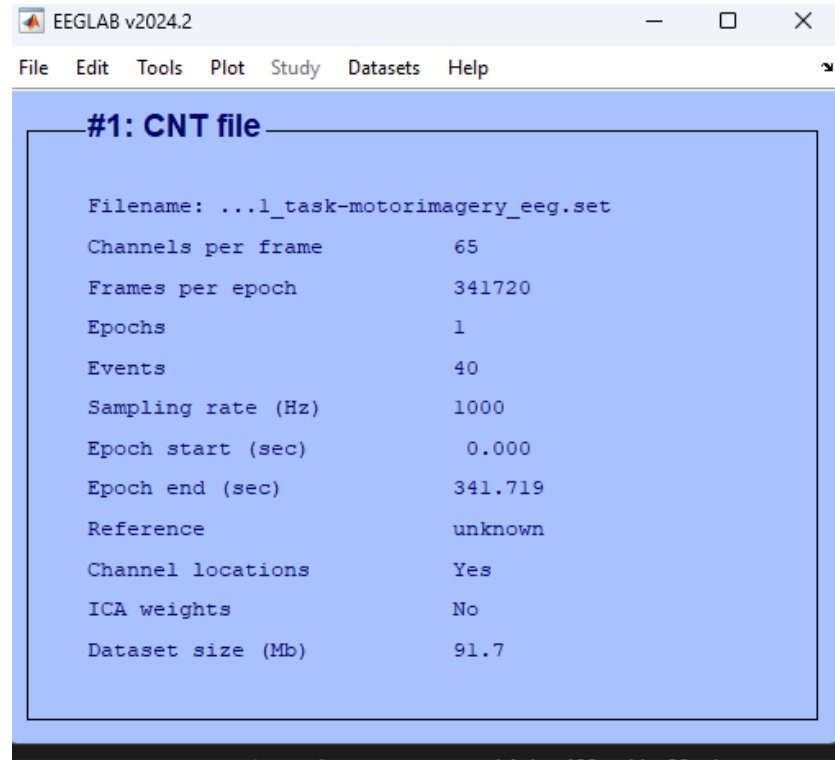 EEGLAB v2024.2
File Edit Tools Plot Study Datasets Help
#1: CNT file
Filename: ...1_task-motorimagery_eeg.set
Channels per frame 65
Frames per epoch 341720
Epochs 1
Events 40
Sampling rate (Hz) 1000
Epoch start (sec) 0.000
Epoch end (sec) 341.719
Reference unknown
Channel locations Yes
ICA weights No
Dataset size (Mb) 91.7